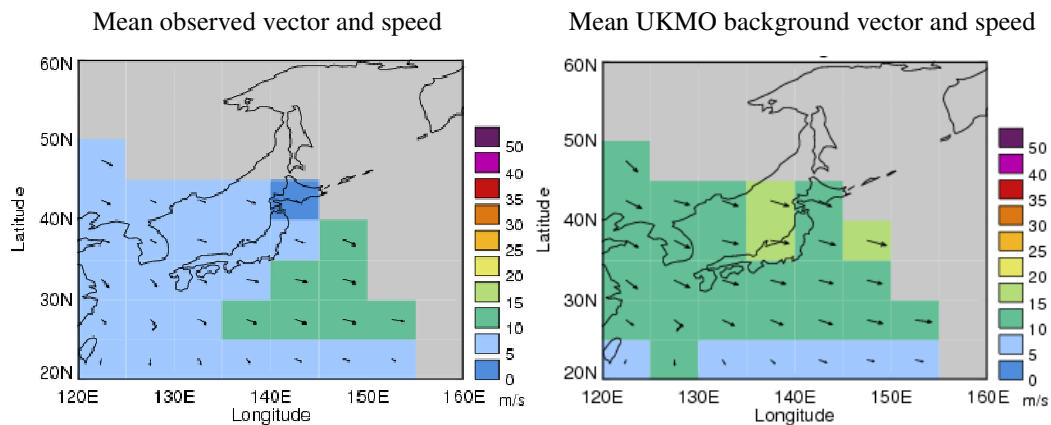 Mean observed vector and speed
Mean UKMO background vector and speed
60N
50N
40N
30N
20N
Latitude
120E 130E 140E 150E 160E
Longitude
50
40
35
30
25
20
15
10
5
0
m/s
60N
50N
40N
30N
20N
Latitude
120E 130E 140E 150E 160E
Longitude
50
40
35
30
25
20
15
10
5
0
m/s